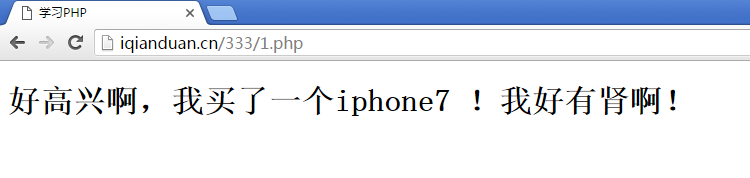 学习PHP
iqianduan.cn/333/1.php
好高兴啊，我买了一个iphone7 ！我好有肾啊！